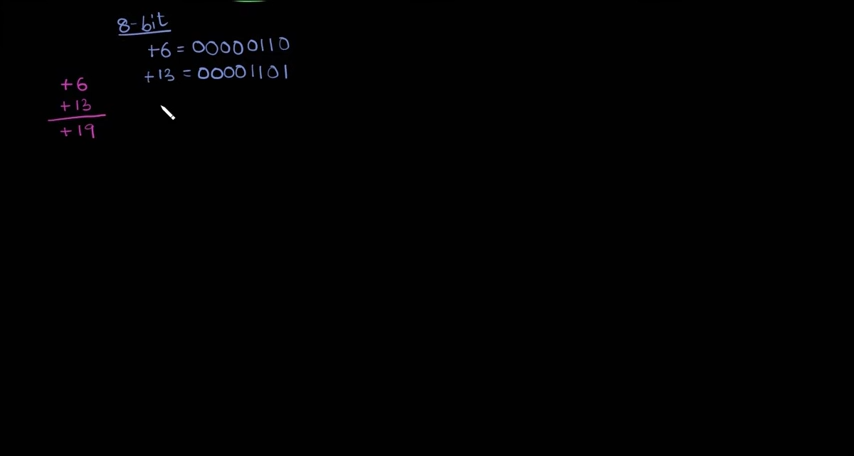 8-bit
+6 = 00000110
+13 = 00001101
+6
+13
+19